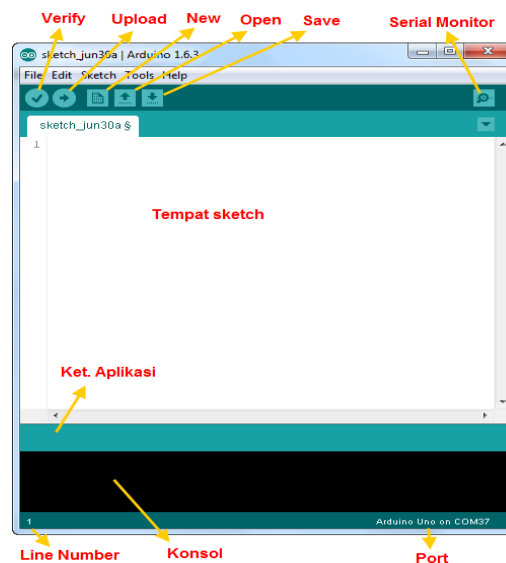 Verify Upload New Open Save Serial Monitor
sketch_jun30a | Arduino 1.6.3
File Edit Sketch Tools Help
sketch_jun30a §
1
Tempat sketch
Ket. Aplikasi
1 Arduino Uno on COM37
Line Number Konsol Port